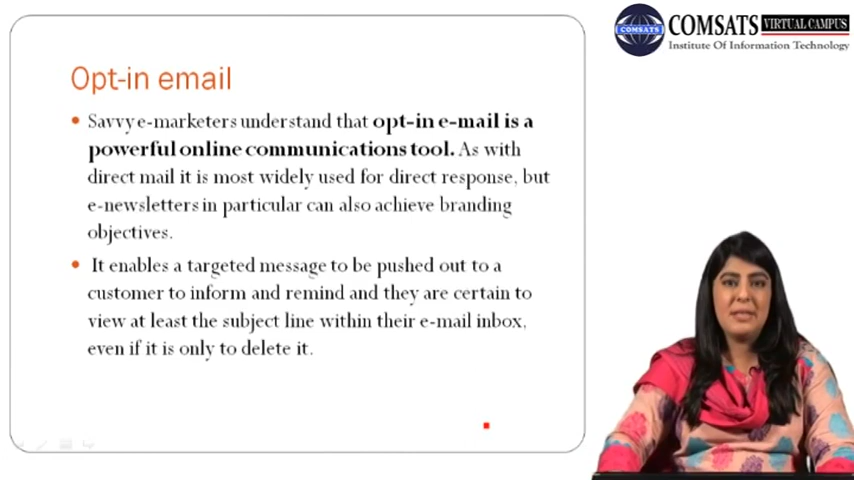 COMSATS VIRTUAL CAMPUS
COMSATS
Institute Of Information Technology
Opt-in email
• Savvy e-marketers understand that opt-in e-mail is a
powerful online communications tool. As with
direct mail it is most widely used for direct response, but
e-newsletters in particular can also achieve branding
objectives.
• It enables a targeted message to be pushed out to a
customer to inform and remind and they are certain to
view at least the subject line within their e-mail inbox,
even if it is only to delete it.